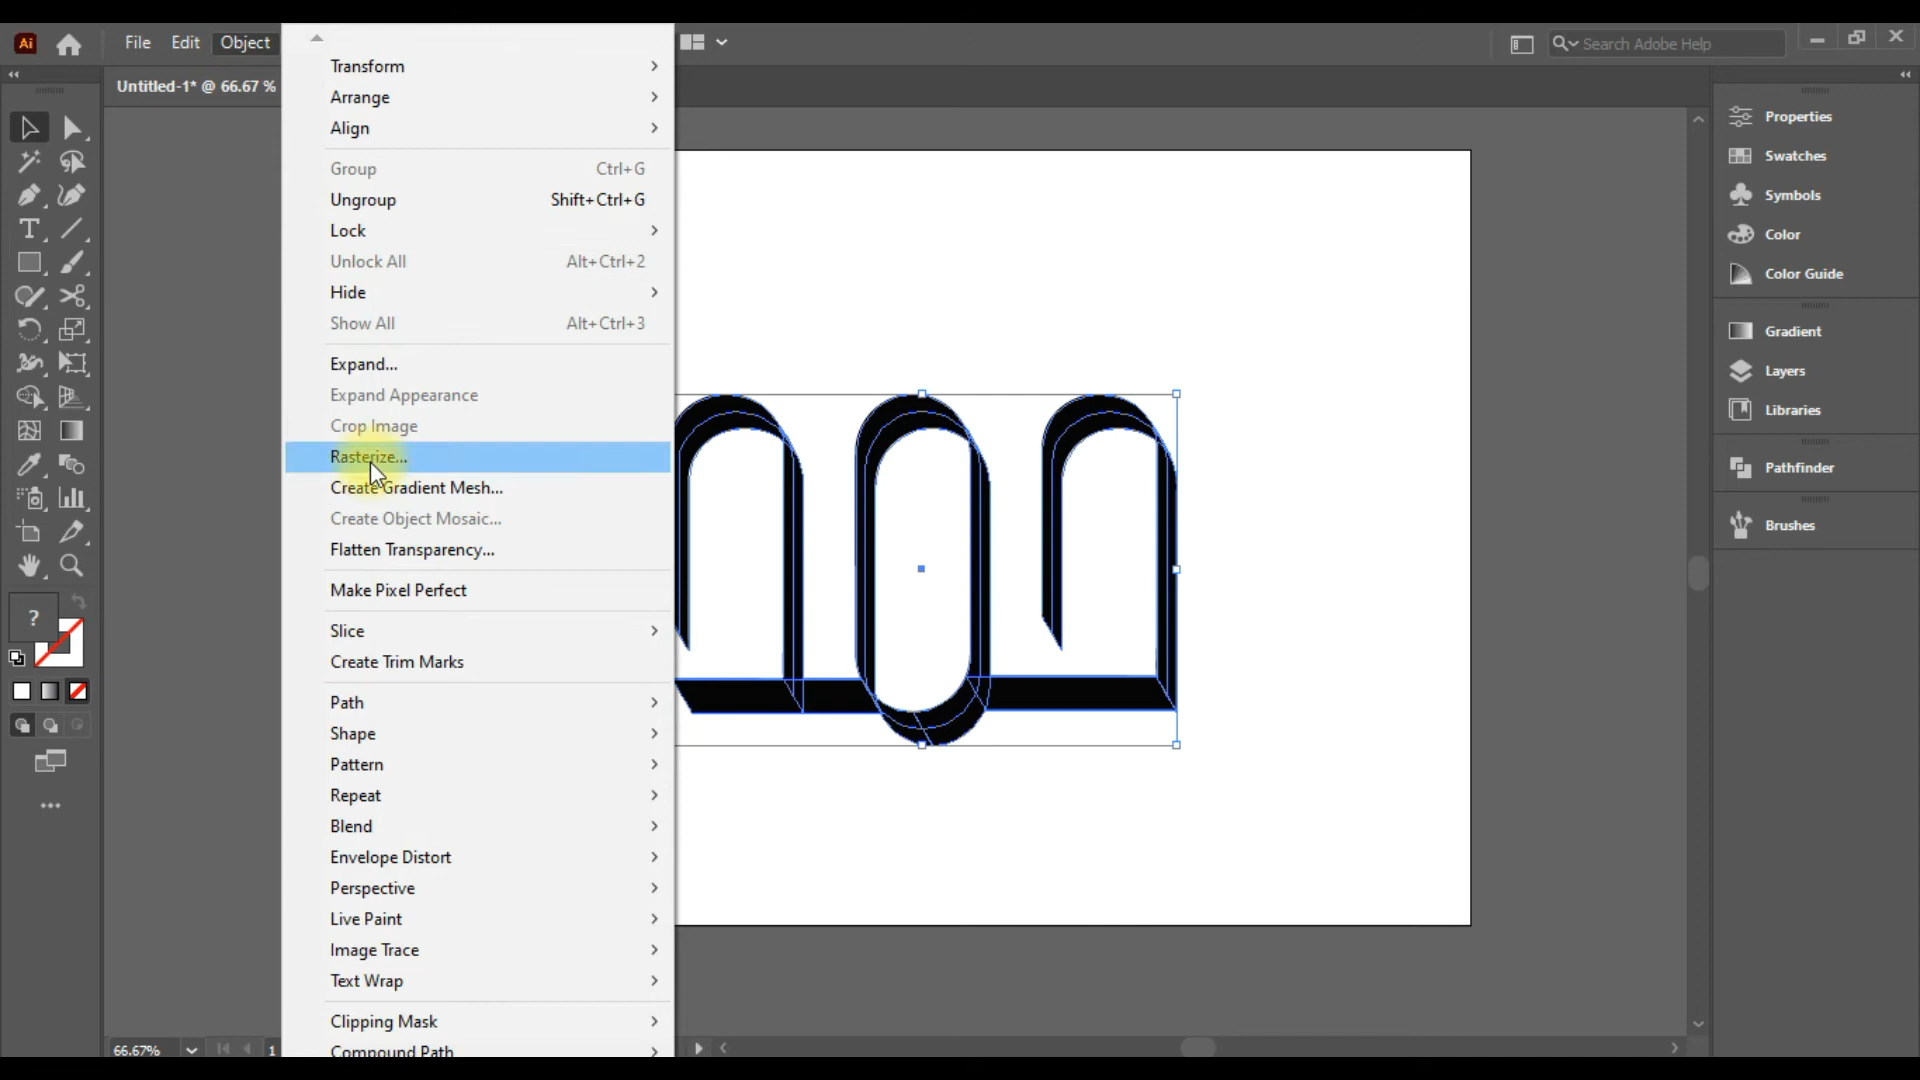 Ai
File
Edit
Object
Search Adobe Help
Untitled-1* @ 66.67 %
Transform
Arrange
Align
Group Ctrl+G
Ungroup Shift+Ctrl+G
Lock
Unlock All Alt+Ctrl+2
Hide
Show All Alt+Ctrl+3
Expand...
Expand Appearance
Crop Image
Rasterize...
Create Gradient Mesh...
Create Object Mosaic...
Flatten Transparency...
Make Pixel Perfect
Slice
Create Trim Marks
Path
Shape
Pattern
Repeat
Blend
Envelope Distort
Perspective
Live Paint
Image Trace
Text Wrap
Clipping Mask
Compound Path
Properties
Swatches
Symbols
Color
Color Guide
Gradient
Layers
Libraries
Pathfinder
Brushes
T
?
66.67%
1